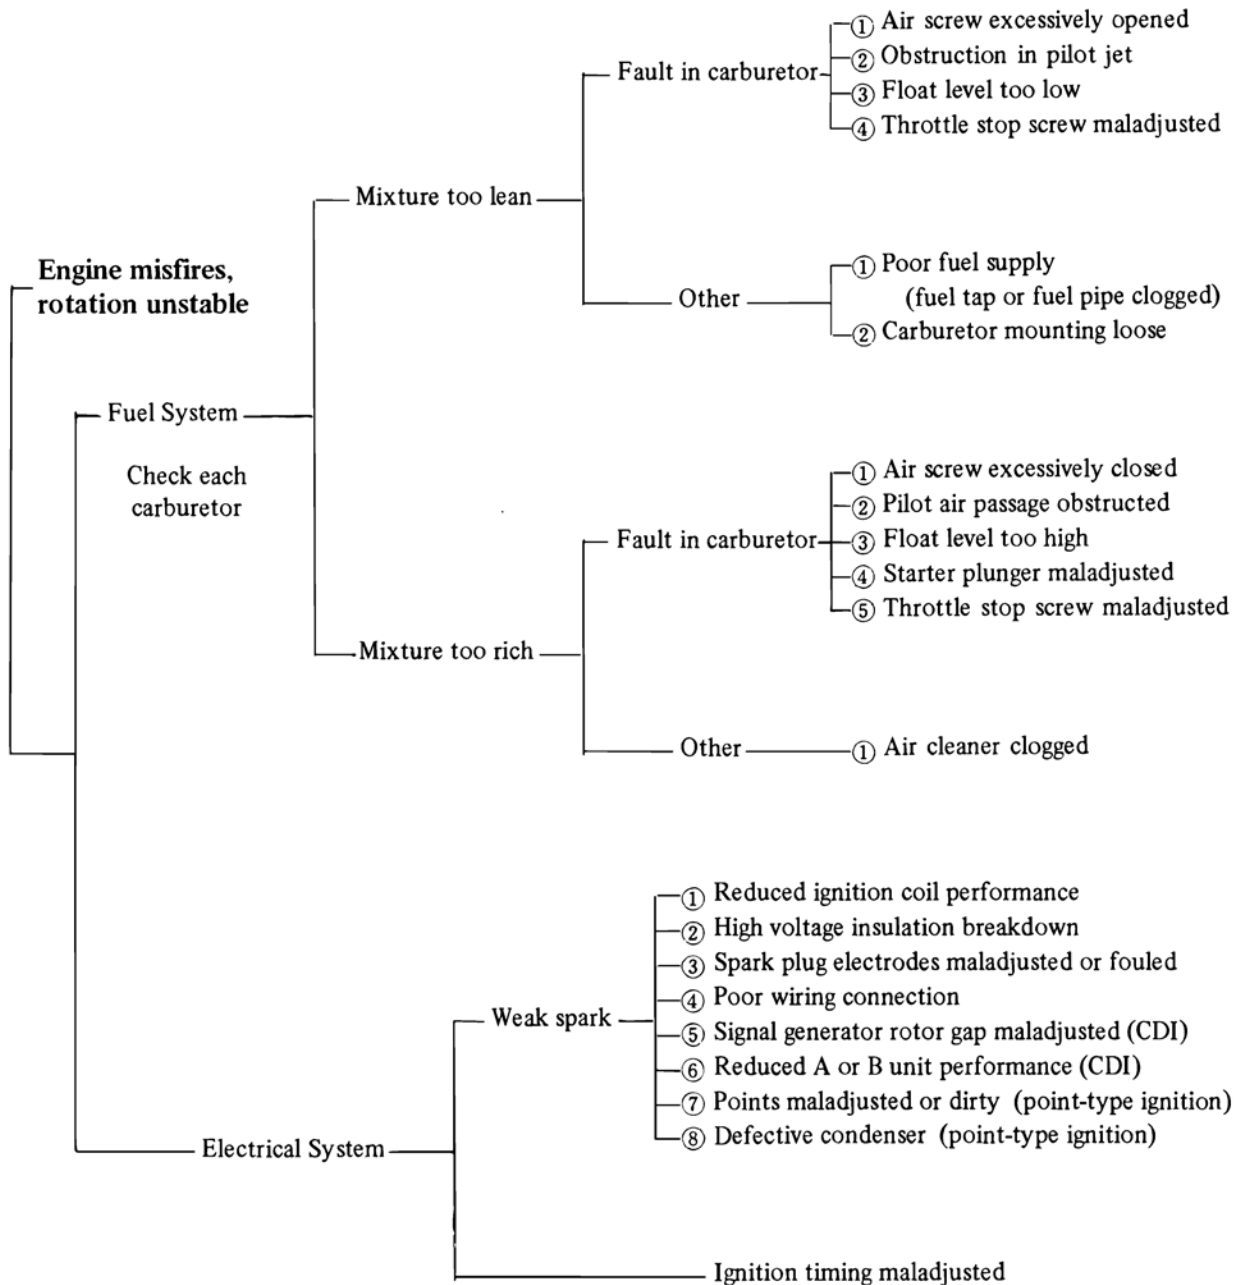 ① Air screw excessively opened
② Obstruction in pilot jet
Fault in carburetor
③ Float level too low
④ Throttle stop screw maladjusted
Mixture too lean
Engine misfires,
rotation unstable
① Poor fuel supply
(fuel tap or fuel pipe clogged)
Other
② Carburetor mounting loose
Fuel System
Check each
carburetor
① Air screw excessively closed
② Pilot air passage obstructed
Fault in carburetor
③ Float level too high
④ Starter plunger maladjusted
⑤ Throttle stop screw maladjusted
Mixture too rich
Other
① Air cleaner clogged
① Reduced ignition coil performance
② High voltage insulation breakdown
③ Spark plug electrodes maladjusted or fouled
④ Poor wiring connection
Weak spark
⑤ Signal generator rotor gap maladjusted (CDI)
⑥ Reduced A or B unit performance (CDI)
⑦ Points maladjusted or dirty (point-type ignition)
⑧ Defective condenser (point-type ignition)
Electrical System
Ignition timing maladjusted